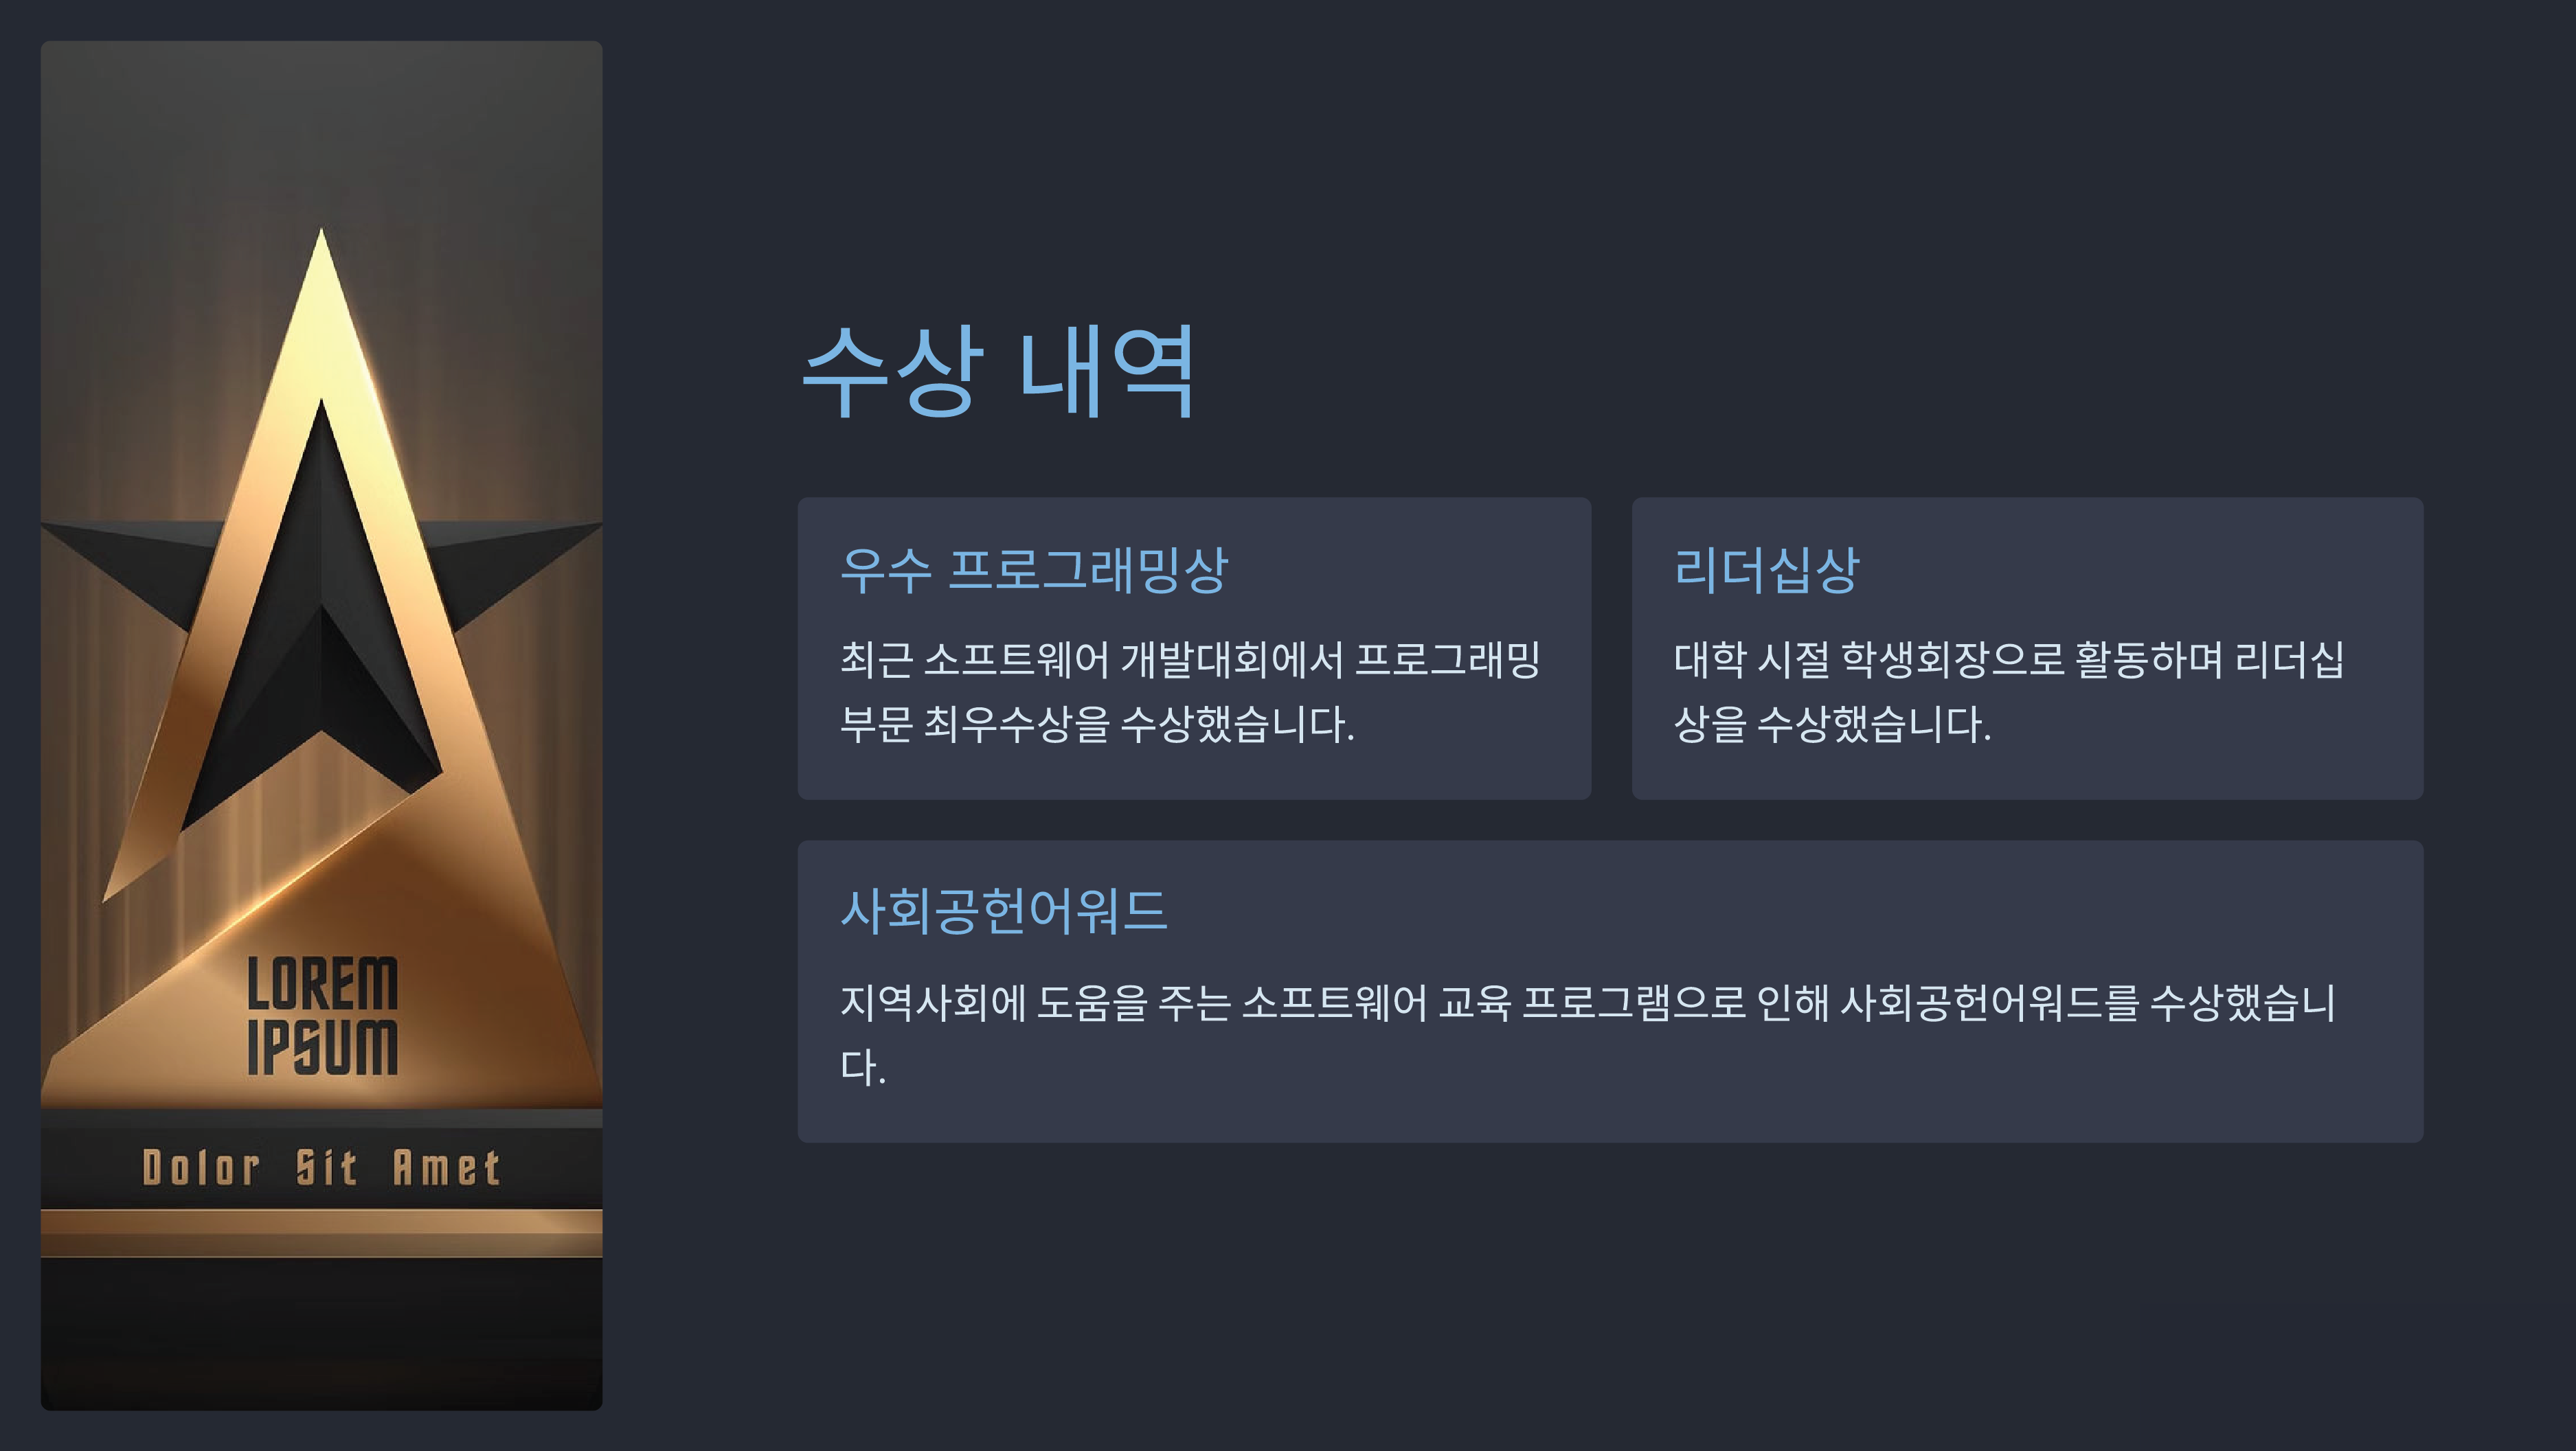 LOREM
IPSUM
Dolor Sit Amet
수상 내역
우수 프로그래밍상
최근 소프트웨어 개발대회에서 프로그래밍
부문 최우수상을 수상했습니다.
리더십상
대학 시절 학생회장으로 활동하며 리더십
상을 수상했습니다.
사회공헌어워드
지역사회에 도움을 주는 소프트웨어 교육 프로그램으로 인해 사회공헌어워드를 수상했습니
다.